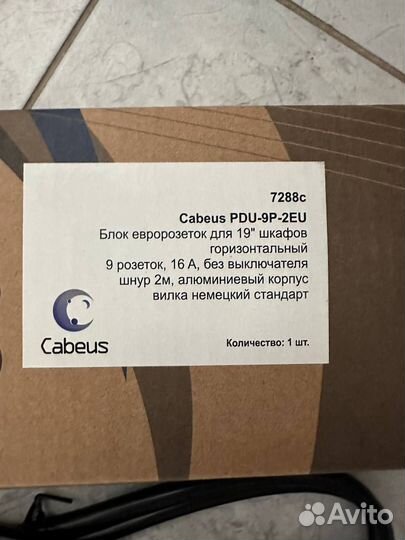 7288c
Cabeus PDU-9P-2EU
Блок евророзеток для 19" шкафов
горизонтальный
9 розеток, 16 А, без выключателя
шнур 2м, алюминиевый корпус
вилка немецкий стандарт
Cabeus
Количество: 1 шт.
Avito